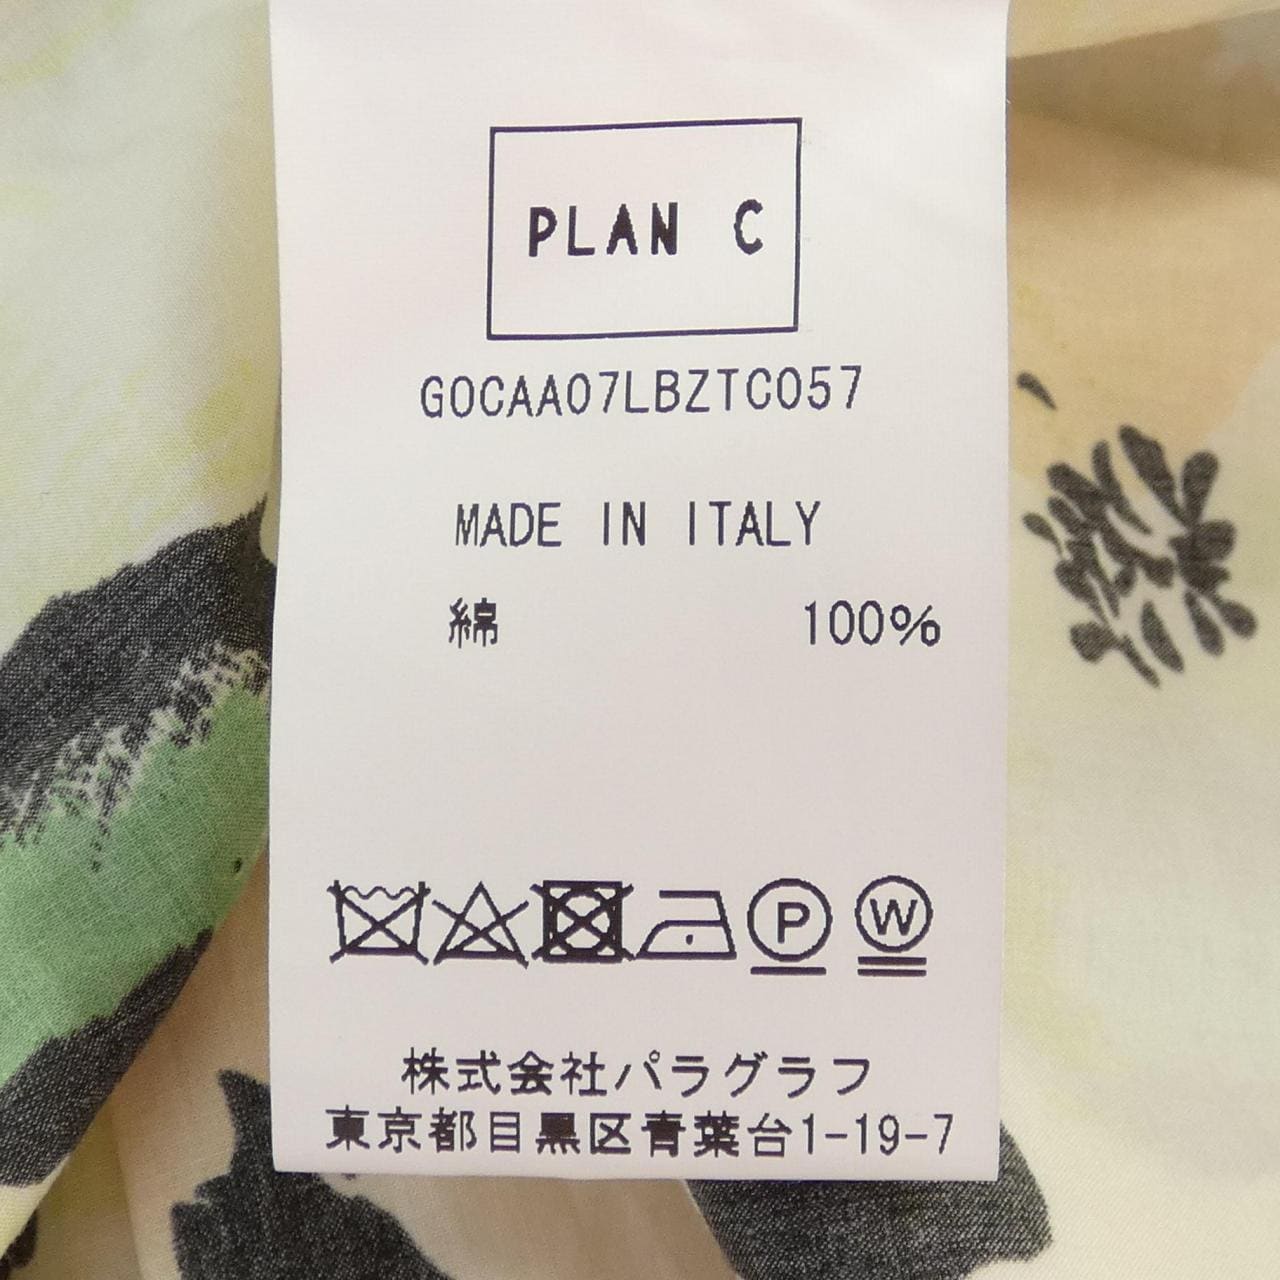 PLAN C
GOCAA07LBZTC057
MADE IN ITALY
綿 100%
P W
株式会社パラグラフ
東京都目黒区青葉台1-19-7